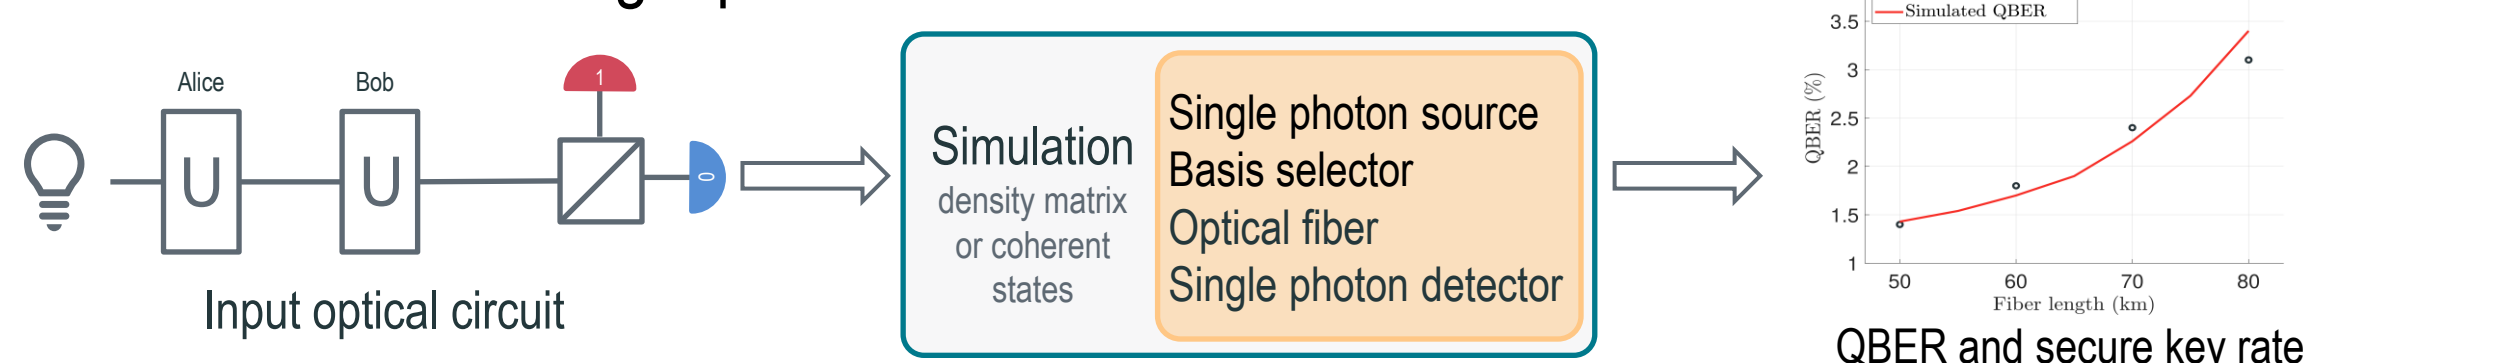 Alice
Bob
1
0
U
U
Input optical circuit
Simulation
density matrix
or coherent
states
Single photon source
Basis selector
Optical fiber
Single photon detector
Simulated QBER
QBER (%)
3.5
3
2.5
2
1.5
1
50 60 70 80
Fiber length (km)
QBER and secure key rate